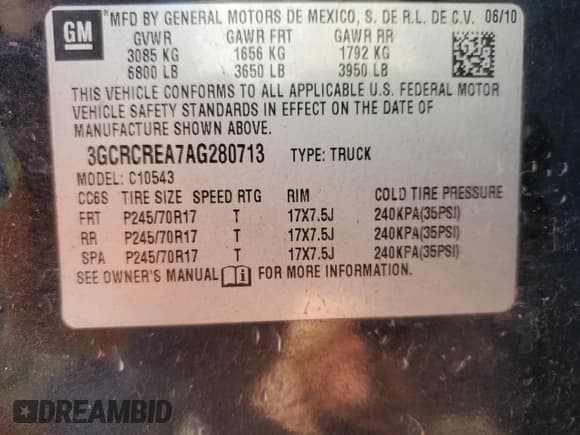 GM MFD BY GENERAL MOTORS DE MEXICO, S. DE R.L. DE C.V. 06/10
GVWR GAWR FRT GAWR RR
3085 KG 1656 KG 1792 KG
6800 LB 3650 LB 3950 LB
THIS VEHICLE CONFORMS TO ALL APPLICABLE U.S. FEDERAL MOTOR
VEHICLE SAFETY STANDARDS IN EFFECT ON THE DATE OF MANUFACTURE
SHOWN ABOVE.
3GCRCREA7AG280713 TYPE: TRUCK
MODEL: C10543
CC6S TIRE SIZE SPEED RTG RIM COLD TIRE PRESSURE
FRT P245/70R17 T 17X7.5J 240KPA(35PSI)
RR P245/70R17 T 17X7.5J 240KPA(35PSI)
SPA P245/70R17 T 17X7.5J 240KPA(35PSI)
SEE OWNER'S MANUAL i FOR MORE INFORMATION.
DREAMBID